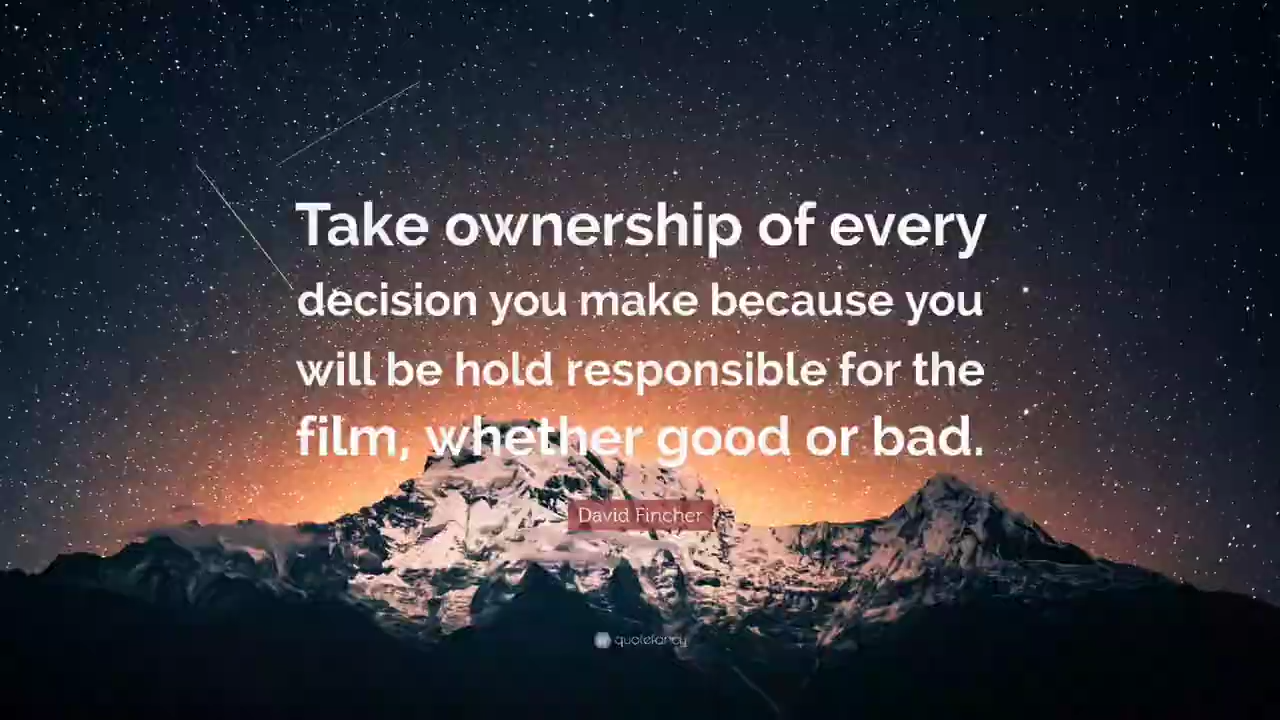 Take ownership of every
decision you make because you
will be hold responsible for the
film, whether good or bad.
David Fincher
quotefancy